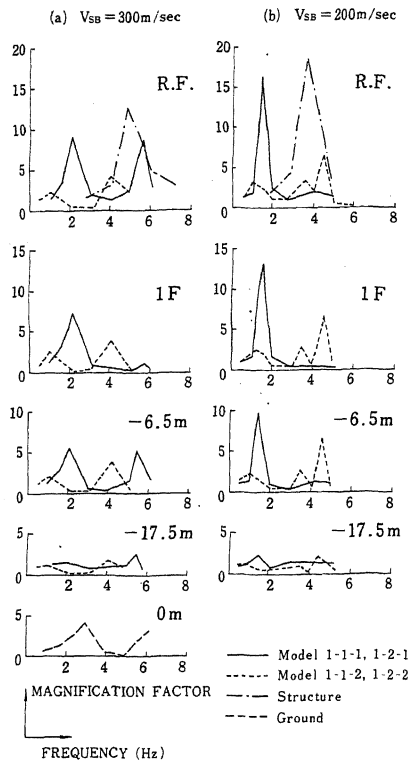 (a) VSB=300m/sec
(b) VSB=200m/sec
20
15
10
5
0
2 4 6 8
R.F.
20
15
10
5
0
2 4 6 8
R.F.
15
10
5
0
2 4 6 8
1F
15
10
5
0
2 4 6 8
1F
10
5
0
2 4 6 8
-6.5m
10
5
0
2 4 6 8
-6.5m
5
0
2 4 6 8
-17.5m
5
0
2 4 6 8
-17.5m
5
0
2 4 6 8
0m
MAGNIFICATION FACTOR
FREQUENCY (Hz)
Model 1-1-1, 1-2-1
Model 1-1-2, 1-2-2
Structure
Ground